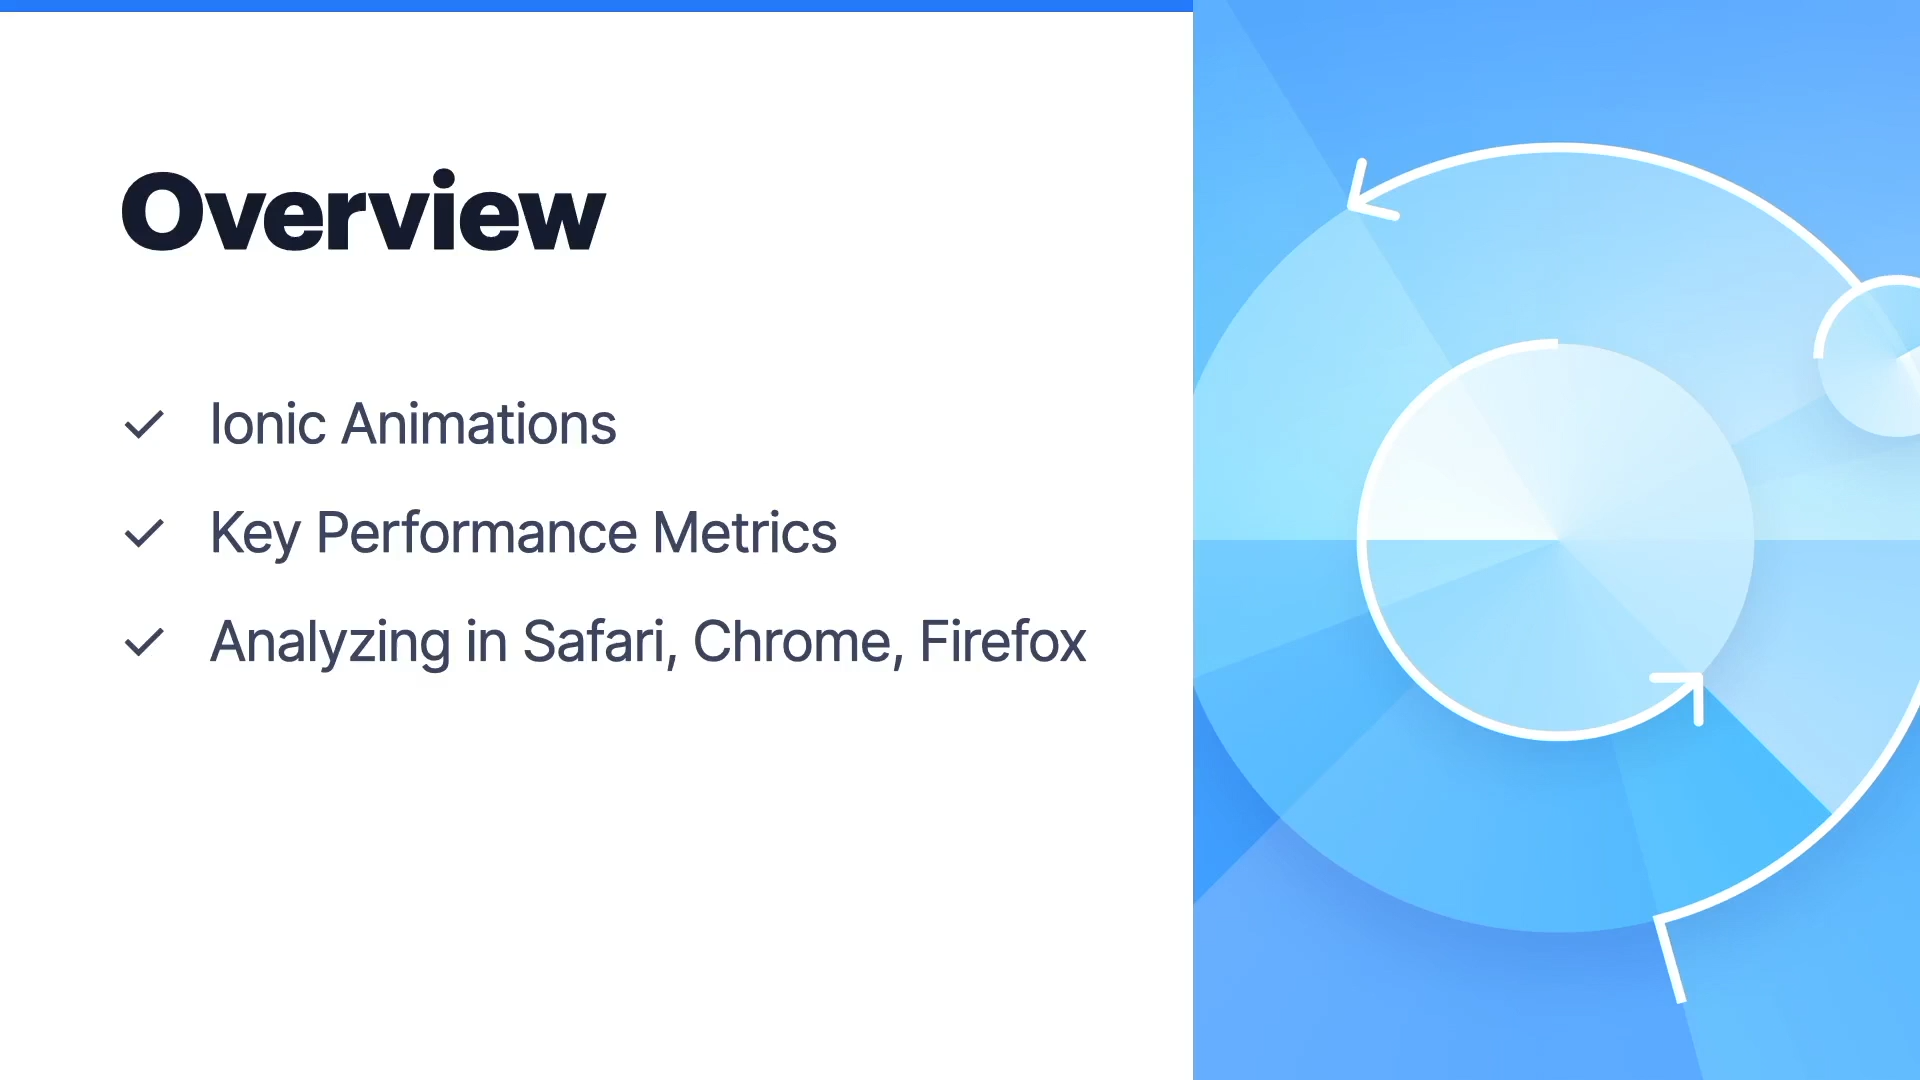 Overview
Ionic Animations
Key Performance Metrics
Analyzing in Safari, Chrome, Firefox